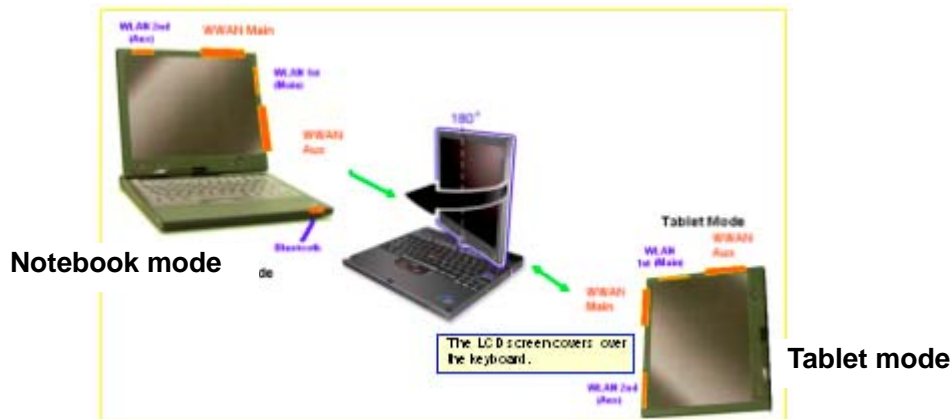 WLAN 2nd
(Aux)
WWAN Main
WLAN 1st
(Main)
WWAN
Aux
Bluetooth
Notebook mode
de
180°
Tablet Mode
WLAN
1st (Main)
WWAN
Aux
WWAN
Main
The LCD screen covers over
the keyboard.
WLAN 2nd
(Aux)
Tablet mode